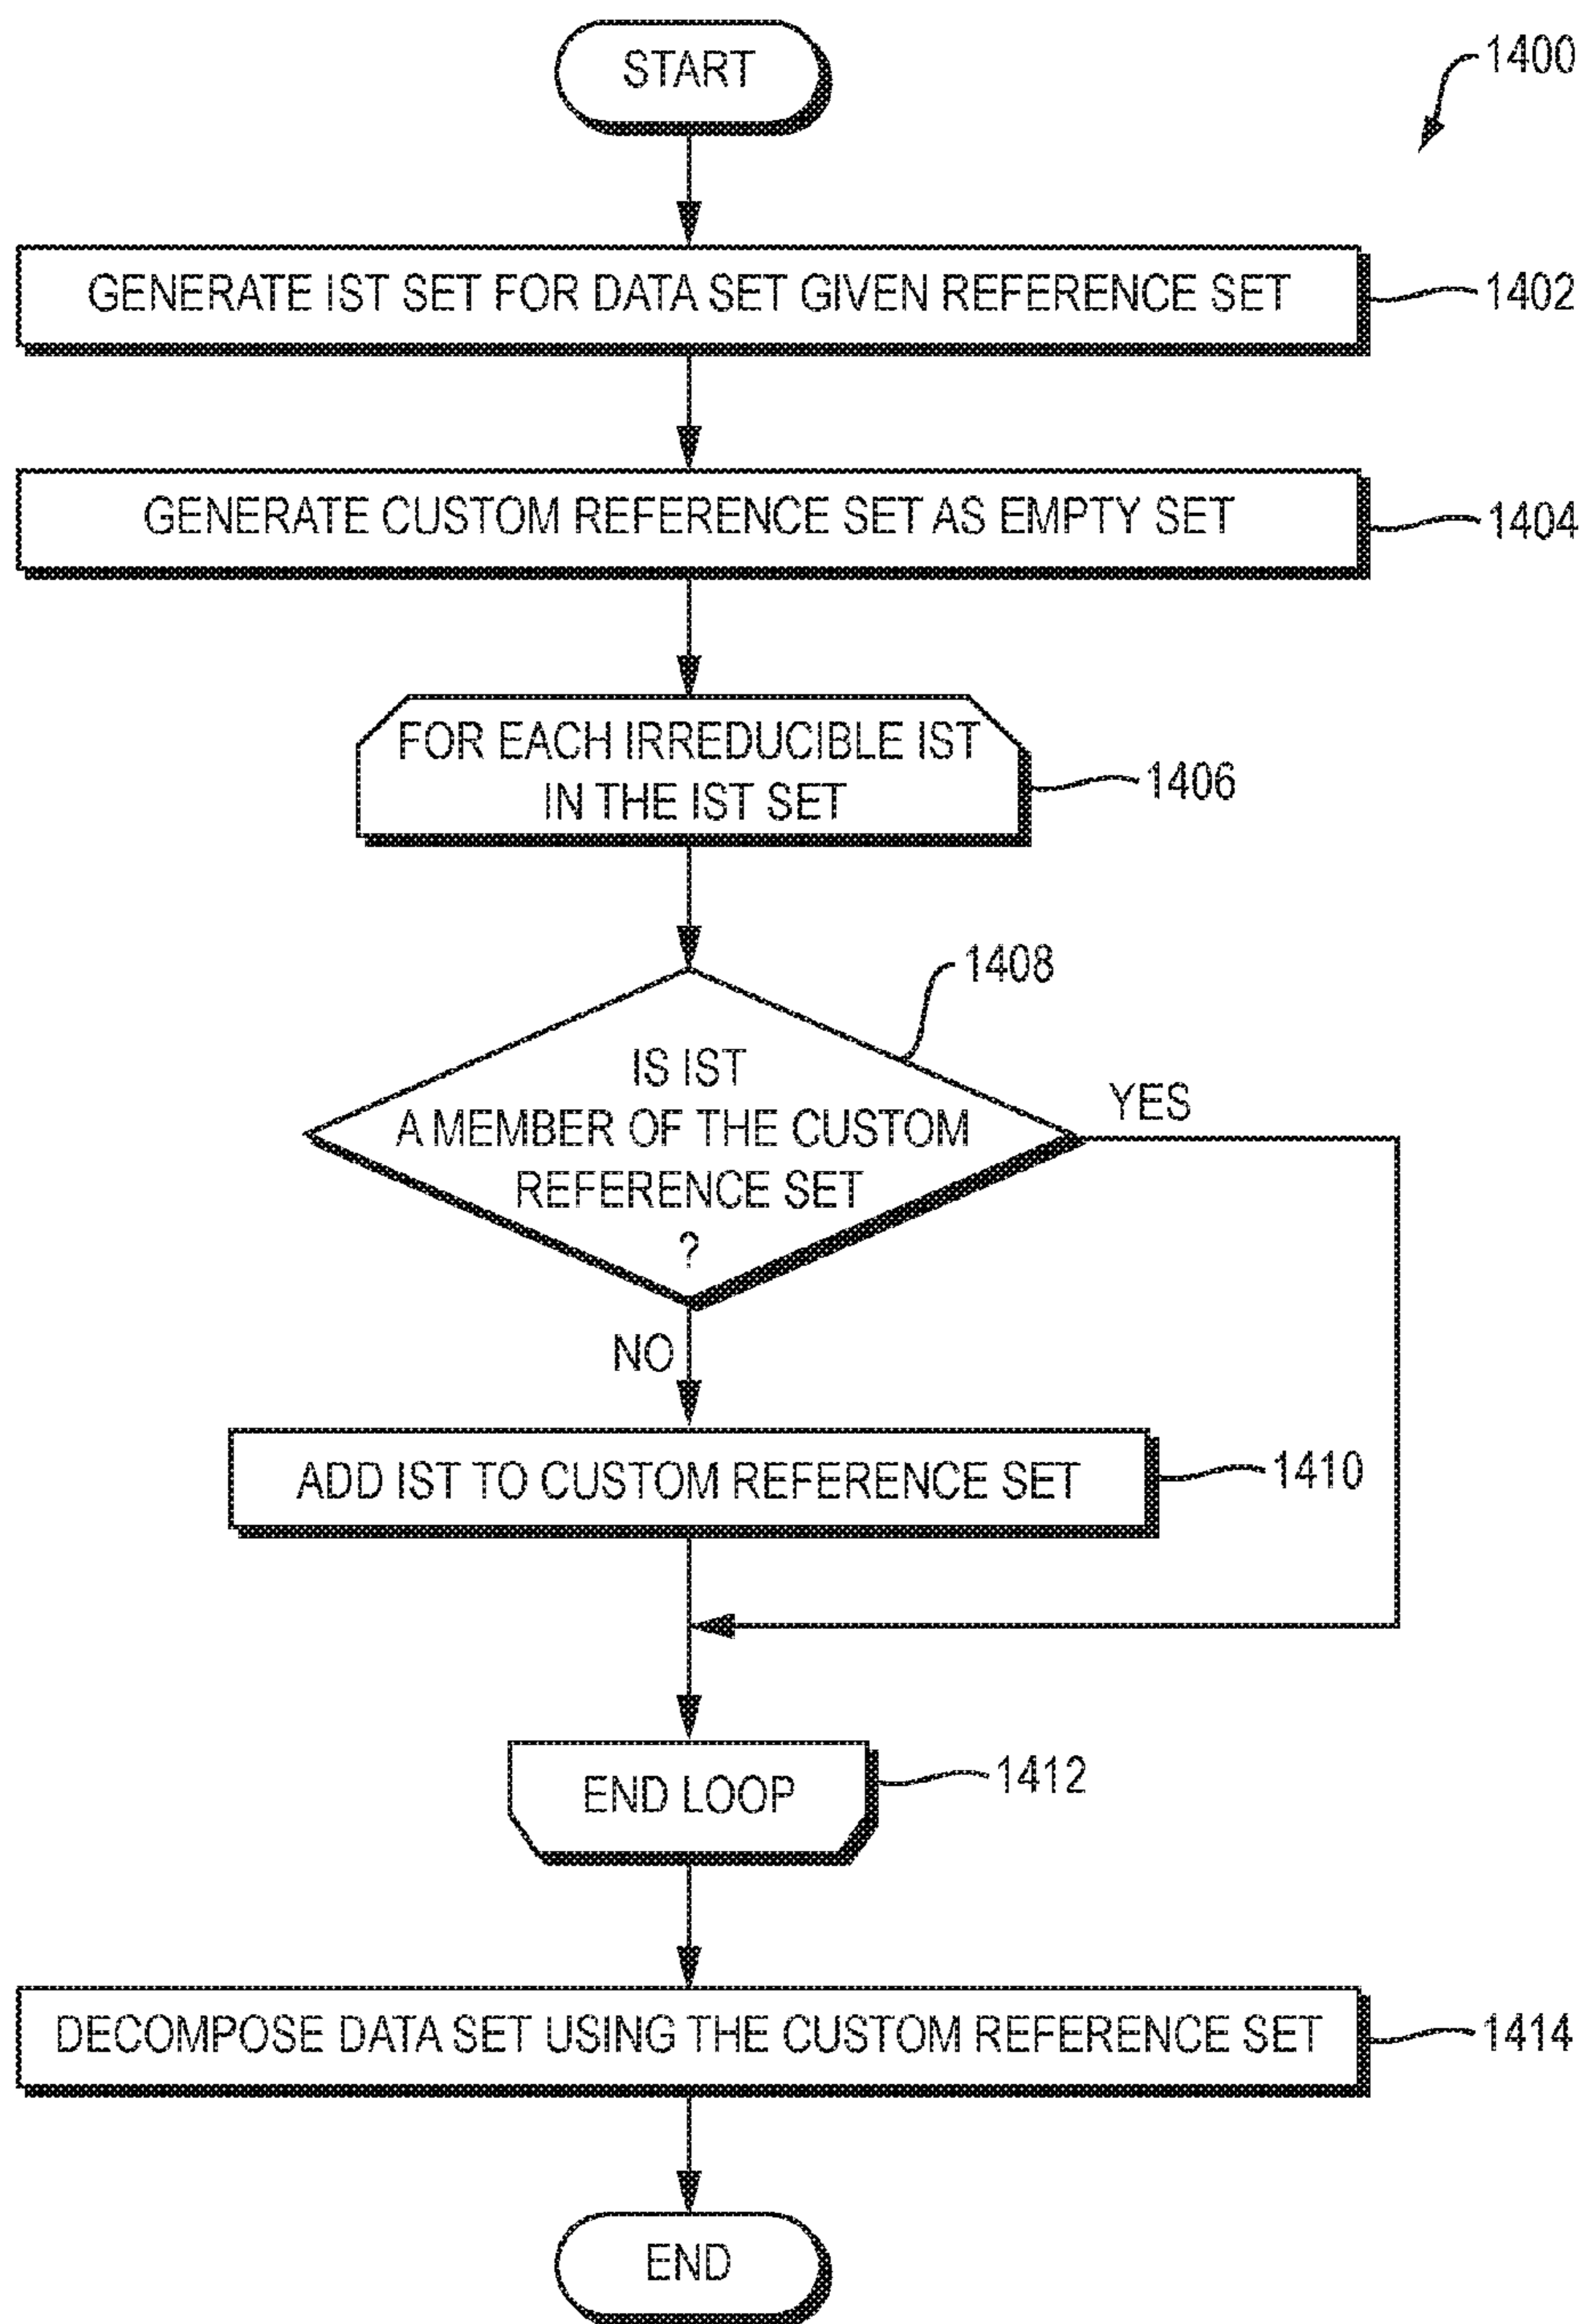 START
1400
GENERATE IST SET FOR DATA SET GIVEN REFERENCE SET
1402
GENERATE CUSTOM REFERENCE SET AS EMPTY SET
1404
FOR EACH IRREDUCIBLE IST
IN THE IST SET
1406
1408
IS IST
A MEMBER OF THE CUSTOM
REFERENCE SET
?
YES
NO
ADD IST TO CUSTOM REFERENCE SET
1410
END LOOP
1412
DECOMPOSE DATA SET USING THE CUSTOM REFERENCE SET
1414
END